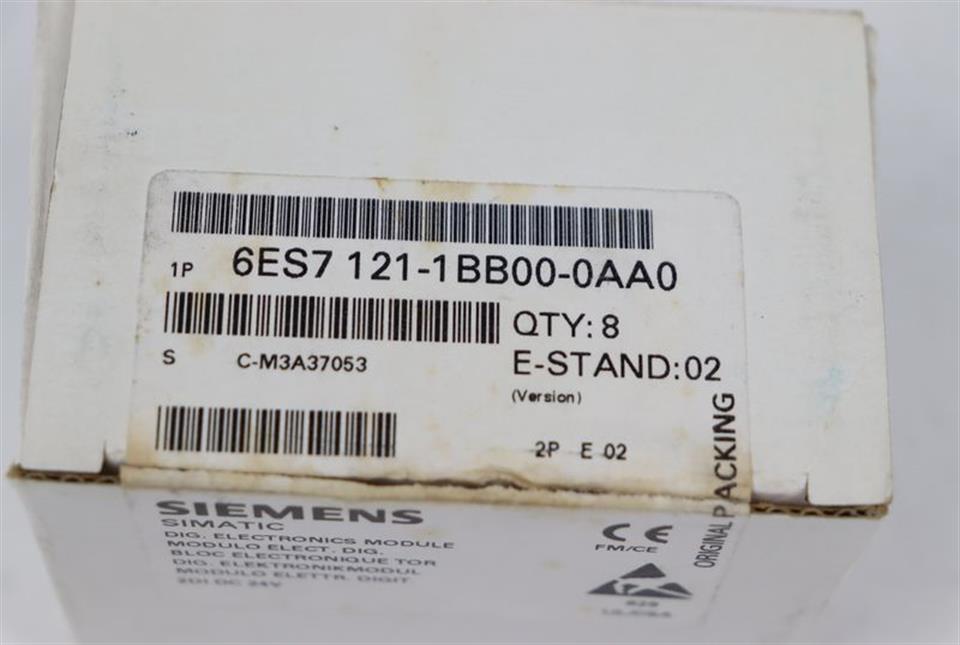 1P 6ES7 121-1BB00-0AA0
QTY: 8
S C-M3A37053
E-STAND:02
(Version)
2P E 02
ORIGINAL PACKING
SIEMENS
SIMATIC
DIG. ELECTRONICS MODULE
MODULO ELECT. DIG.
BLOC ELECTRONIQUE TOR
DIG. ELEKTRONIKMODUL
MODULO ELETTR. DIGIT
2DI DC 24V
CE
FM/CE